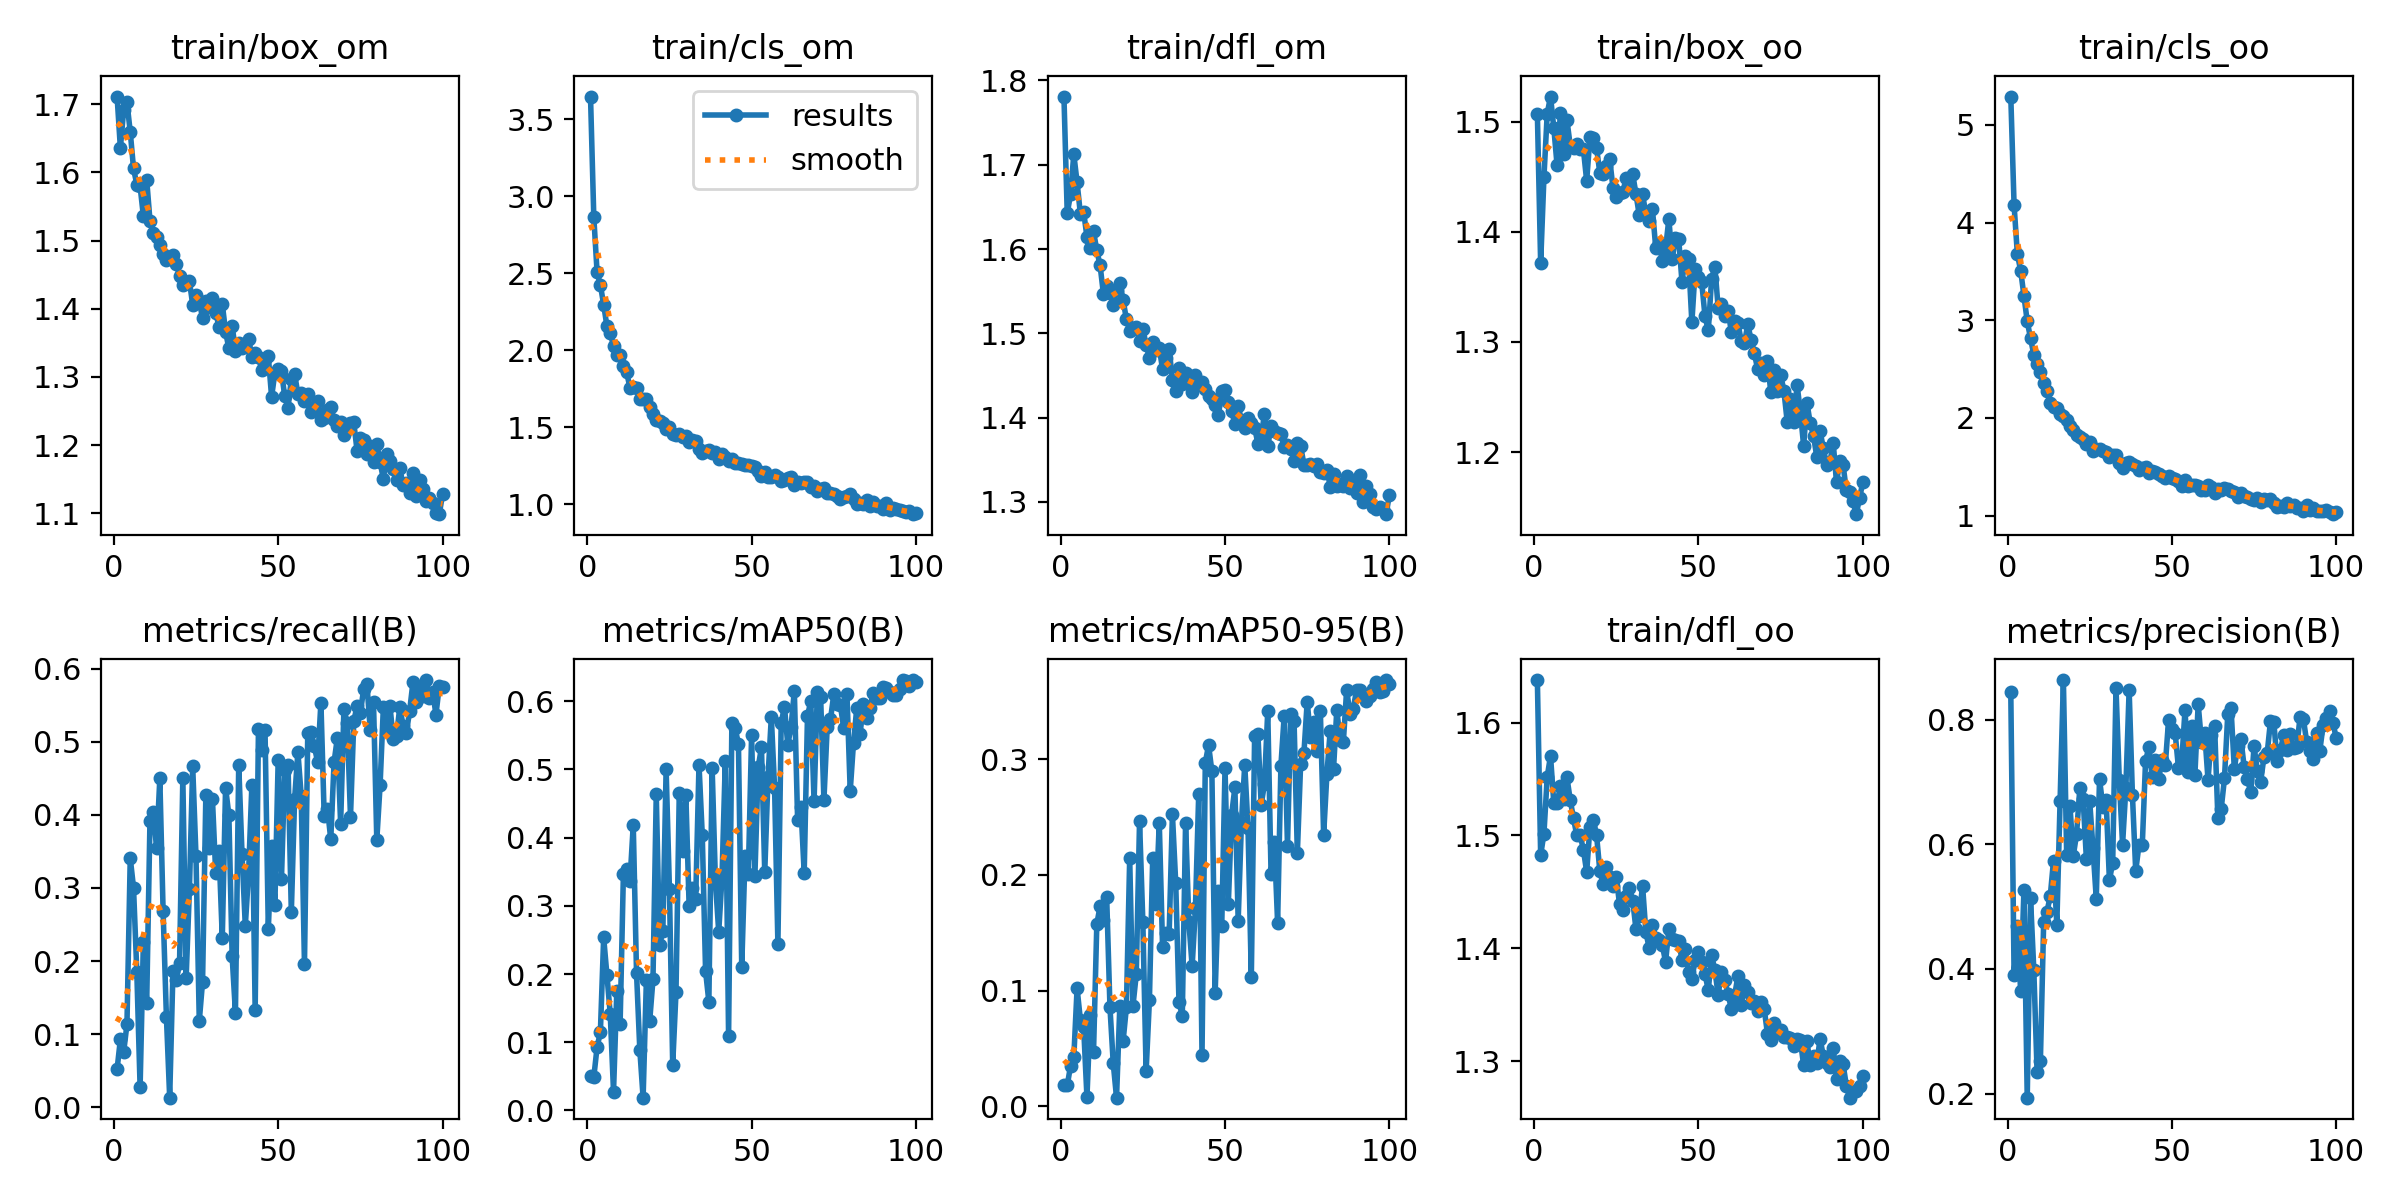 train/box_om
train/cls_om
train/dfl_om
train/box_oo
train/cls_oo
1.7
1.6
1.5
1.4
1.3
1.2
1.1
0 50 100
3.5
3.0
2.5
2.0
1.5
1.0
results
smooth
0 50 100
1.8
1.7
1.6
1.5
1.4
1.3
0 50 100
1.5
1.4
1.3
1.2
0 50 100
5
4
3
2
1
0 50 100
metrics/recall(B)
metrics/mAP50(B)
metrics/mAP50-95(B)
train/dfl_oo
metrics/precision(B)
0.6
0.5
0.4
0.3
0.2
0.1
0.0
0 50 100
0.6
0.5
0.4
0.3
0.2
0.1
0.0
0 50 100
0.3
0.2
0.1
0.0
0 50 100
1.6
1.5
1.4
1.3
0 50 100
0.8
0.6
0.4
0.2
0 50 100